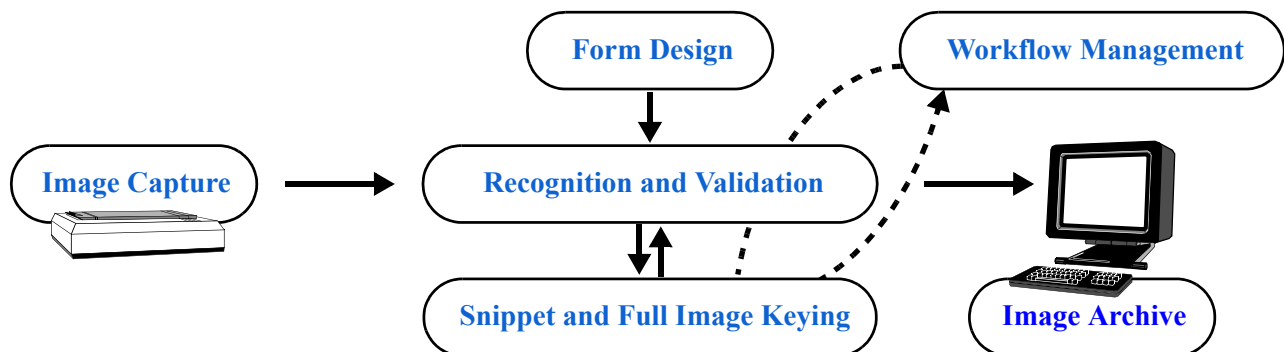 Form Design
Workflow Management
Image Capture
Recognition and Validation
Snippet and Full Image Keying
Image Archive